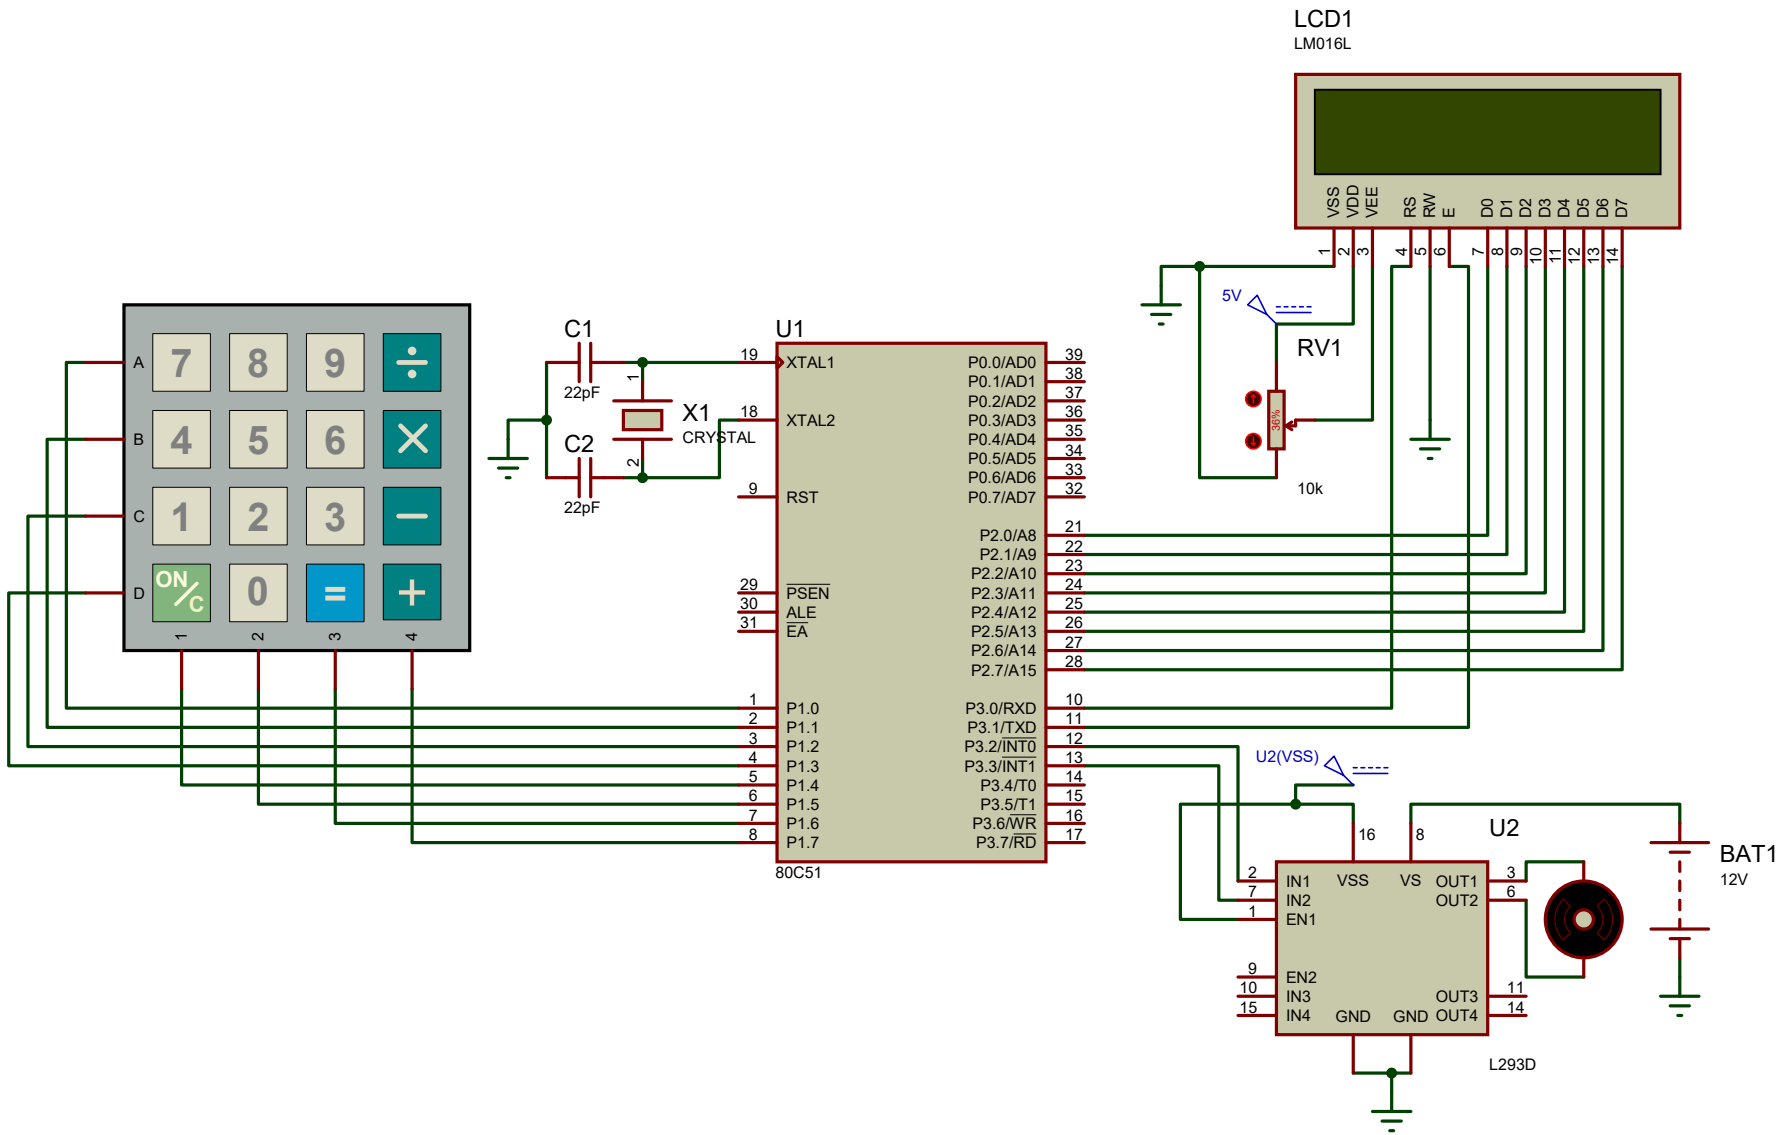 LCD1
LM016L
VSS VDD VEE RS RW E D0 D1 D2 D3 D4 D5 D6 D7
1 2 3 4 5 6 7 8 9 10 11 12 13 14
5V
RV1
36%
10k
A 7 8 9 ÷
B 4 5 6 ×
C 1 2 3 −
D ON/C 0 = +
1 2 3 4
C1
22pF
C2
22pF
1
X1
CRYSTAL
2
U1
19 XTAL1
18 XTAL2
9 RST
29 PSEN
30 ALE
31 EA
1 P1.0
2 P1.1
3 P1.2
4 P1.3
5 P1.4
6 P1.5
7 P1.6
8 P1.7
P0.0/AD0 39
P0.1/AD1 38
P0.2/AD2 37
P0.3/AD3 36
P0.4/AD4 35
P0.5/AD5 34
P0.6/AD6 33
P0.7/AD7 32
P2.0/A8 21
P2.1/A9 22
P2.2/A10 23
P2.3/A11 24
P2.4/A12 25
P2.5/A13 26
P2.6/A14 27
P2.7/A15 28
P3.0/RXD 10
P3.1/TXD 11
P3.2/INT0 12
P3.3/INT1 13
P3.4/T0 14
P3.5/T1 15
P3.6/WR 16
P3.7/RD 17
80C51
U2(VSS)
16 8
U2
2 IN1 VSS VS OUT1 3
7 IN2 OUT2 6
1 EN1
9 EN2
10 IN3 OUT3 11
15 IN4 GND GND OUT4 14
L293D
BAT1
12V